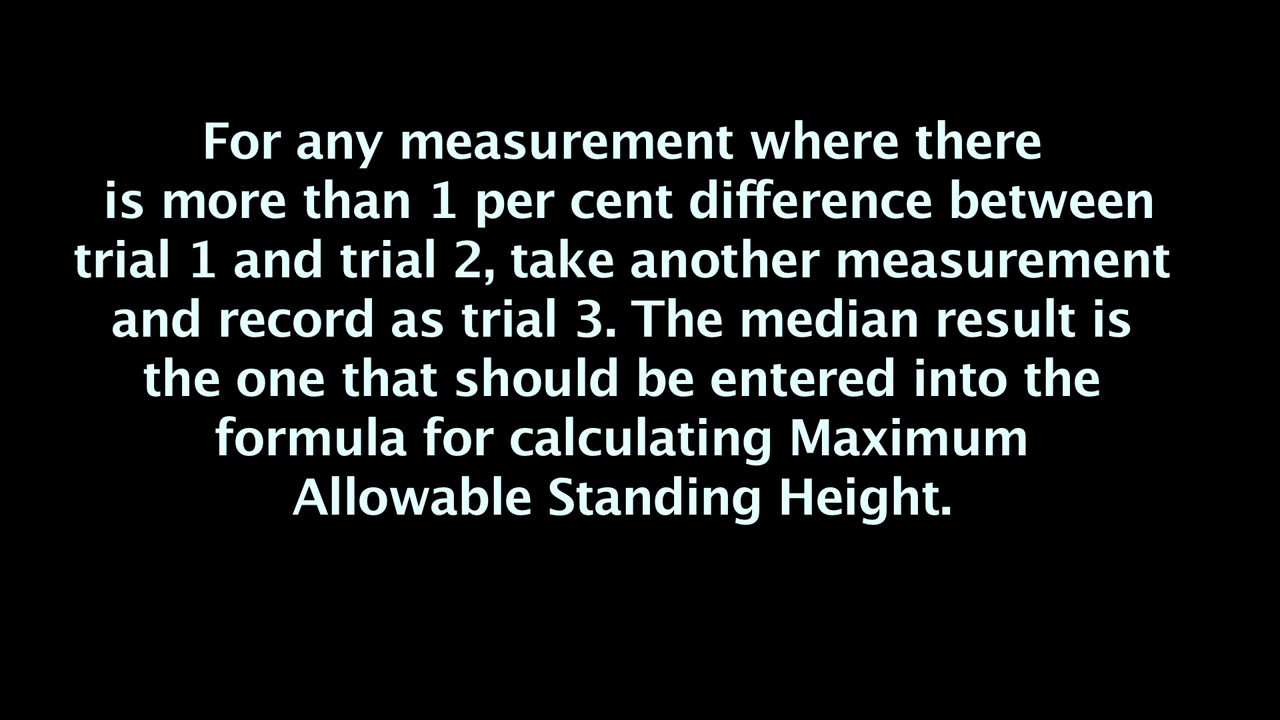 For any measurement where there
is more than 1 per cent difference between
trial 1 and trial 2, take another measurement
and record as trial 3. The median result is
the one that should be entered into the
formula for calculating Maximum
Allowable Standing Height.